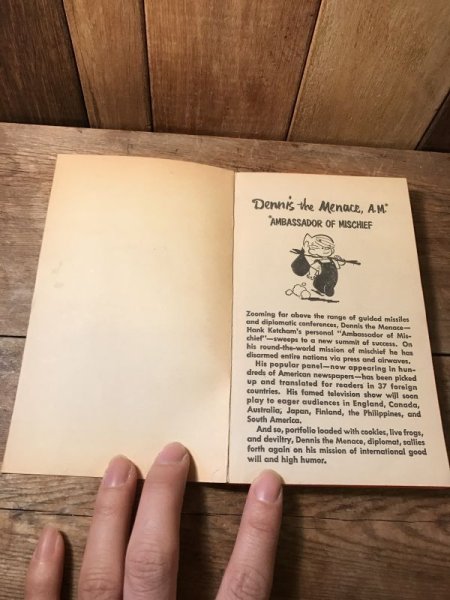 Dennis the Menace, A.M.*
*AMBASSADOR OF MISCHIEF
Zooming far above the range of guided missiles
and diplomatic conferences, Dennis the Menace—
Hank Ketcham's personal "Ambassador of Mis-
chief"—sweeps to a new summit of success. On
his round-the-world mission of mischief he has
disarmed entire nations via press and airwaves.
His popular panel—now appearing in hun-
dreds of American newspapers—has been picked
up and translated for readers in 37 foreign
countries. His famed television show will soon
play to eager audiences in England, Canada,
Australia, Japan, Finland, the Philippines, and
South America.
And so, portfolio loaded with cookies, live frogs,
and deviltry, Dennis the Menace, diplomat, sallies
forth again on his mission of international good
will and high humor.